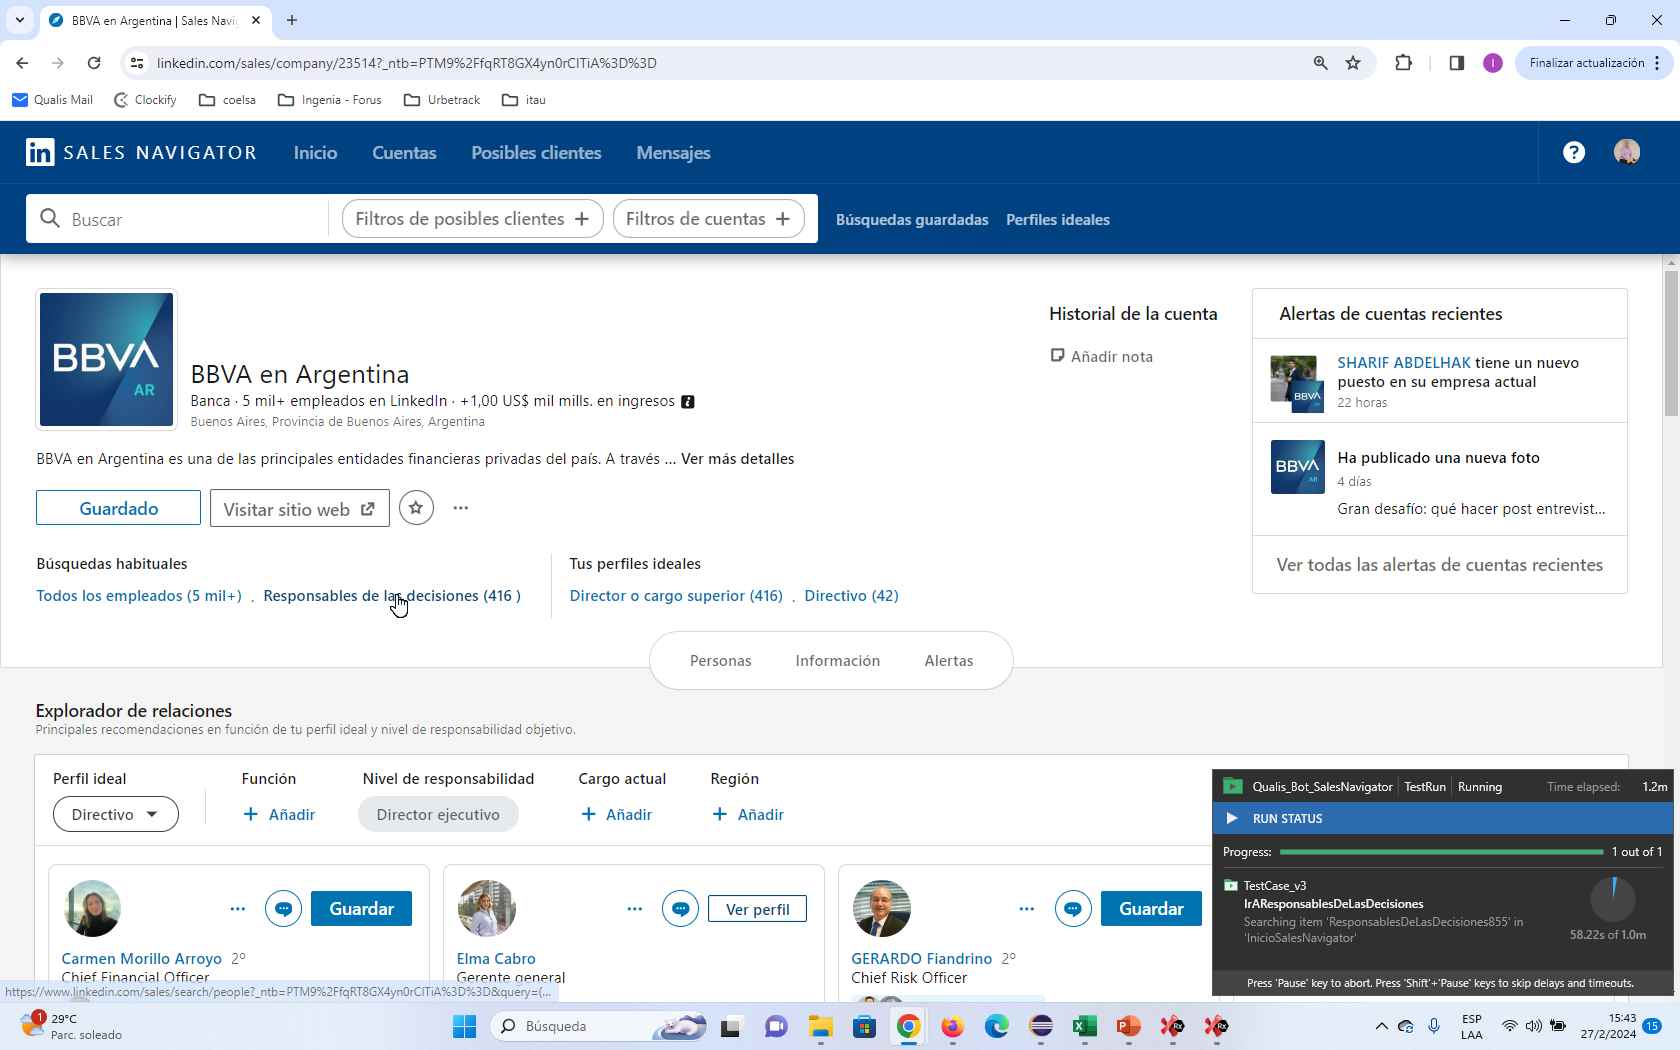 BBVA en Argentina | Sales Navi
linkedin.com/sales/company/23514?_ntb=PTM9%2FfqRT8GX4yn0rCITiA%3D%3D
I
Finalizar actualización
Qualis Mail
Clockify
coelsa
Ingenia - Forus
Urbetrack
itau
in SALES NAVIGATOR
Inicio
Cuentas
Posibles clientes
Mensajes
?
Buscar
Filtros de posibles clientes +
Filtros de cuentas +
Búsquedas guardadas
Perfiles ideales
BBVA
AR
BBVA en Argentina
Banca · 5 mil+ empleados en LinkedIn · +1,00 US$ mil mills. en ingresos i
Buenos Aires, Provincia de Buenos Aires, Argentina
BBVA en Argentina es una de las principales entidades financieras privadas del país. A través ... Ver más detalles
Guardado
Visitar sitio web
...
Historial de la cuenta
Añadir nota
Alertas de cuentas recientes
BBVA
SHARIF ABDELHAK tiene un nuevo
puesto en su empresa actual
22 horas
BBVA
AR
Ha publicado una nueva foto
4 días
Gran desafío: qué hacer post entrevist...
Ver todas las alertas de cuentas recientes
Búsquedas habituales
Todos los empleados (5 mil+) . Responsables de las decisiones (416 )
Tus perfiles ideales
Director o cargo superior (416) . Directivo (42)
Personas
Información
Alertas
Explorador de relaciones
Principales recomendaciones en función de tu perfil ideal y nivel de responsabilidad objetivo.
Perfil ideal
Función
Nivel de responsabilidad
Cargo actual
Región
Directivo
+ Añadir
Director ejecutivo
+ Añadir
+ Añadir
... Guardar
Carmen Morillo Arroyo 2º
Chief Financial Officer
... Ver perfil
Elma Cabro
Gerente general
... Guardar
GERARDO Fiandrino 2º
Chief Risk Officer
Qualis_Bot_SalesNavigator
TestRun
Running
Time elapsed: 1.2m
RUN STATUS
Progress: 1 out of 1
TestCase_v3
IrAResponsablesDeLasDecisiones
Searching item 'ResponsablesDeLasDecisiones855' in
'InicioSalesNavigator'
58.22s of 1.0m
Press 'Pause' key to abort. Press 'Shift'+'Pause' keys to skip delays and timeouts.
https://www.linkedin.com/sales/search/people?_ntb=PTM9%2FfqRT8GX4yn0rCITiA%3D%3D&query=(...
1
29°C
Parc. soleado
Búsqueda
ESP
LAA
15:43
27/2/2024
15